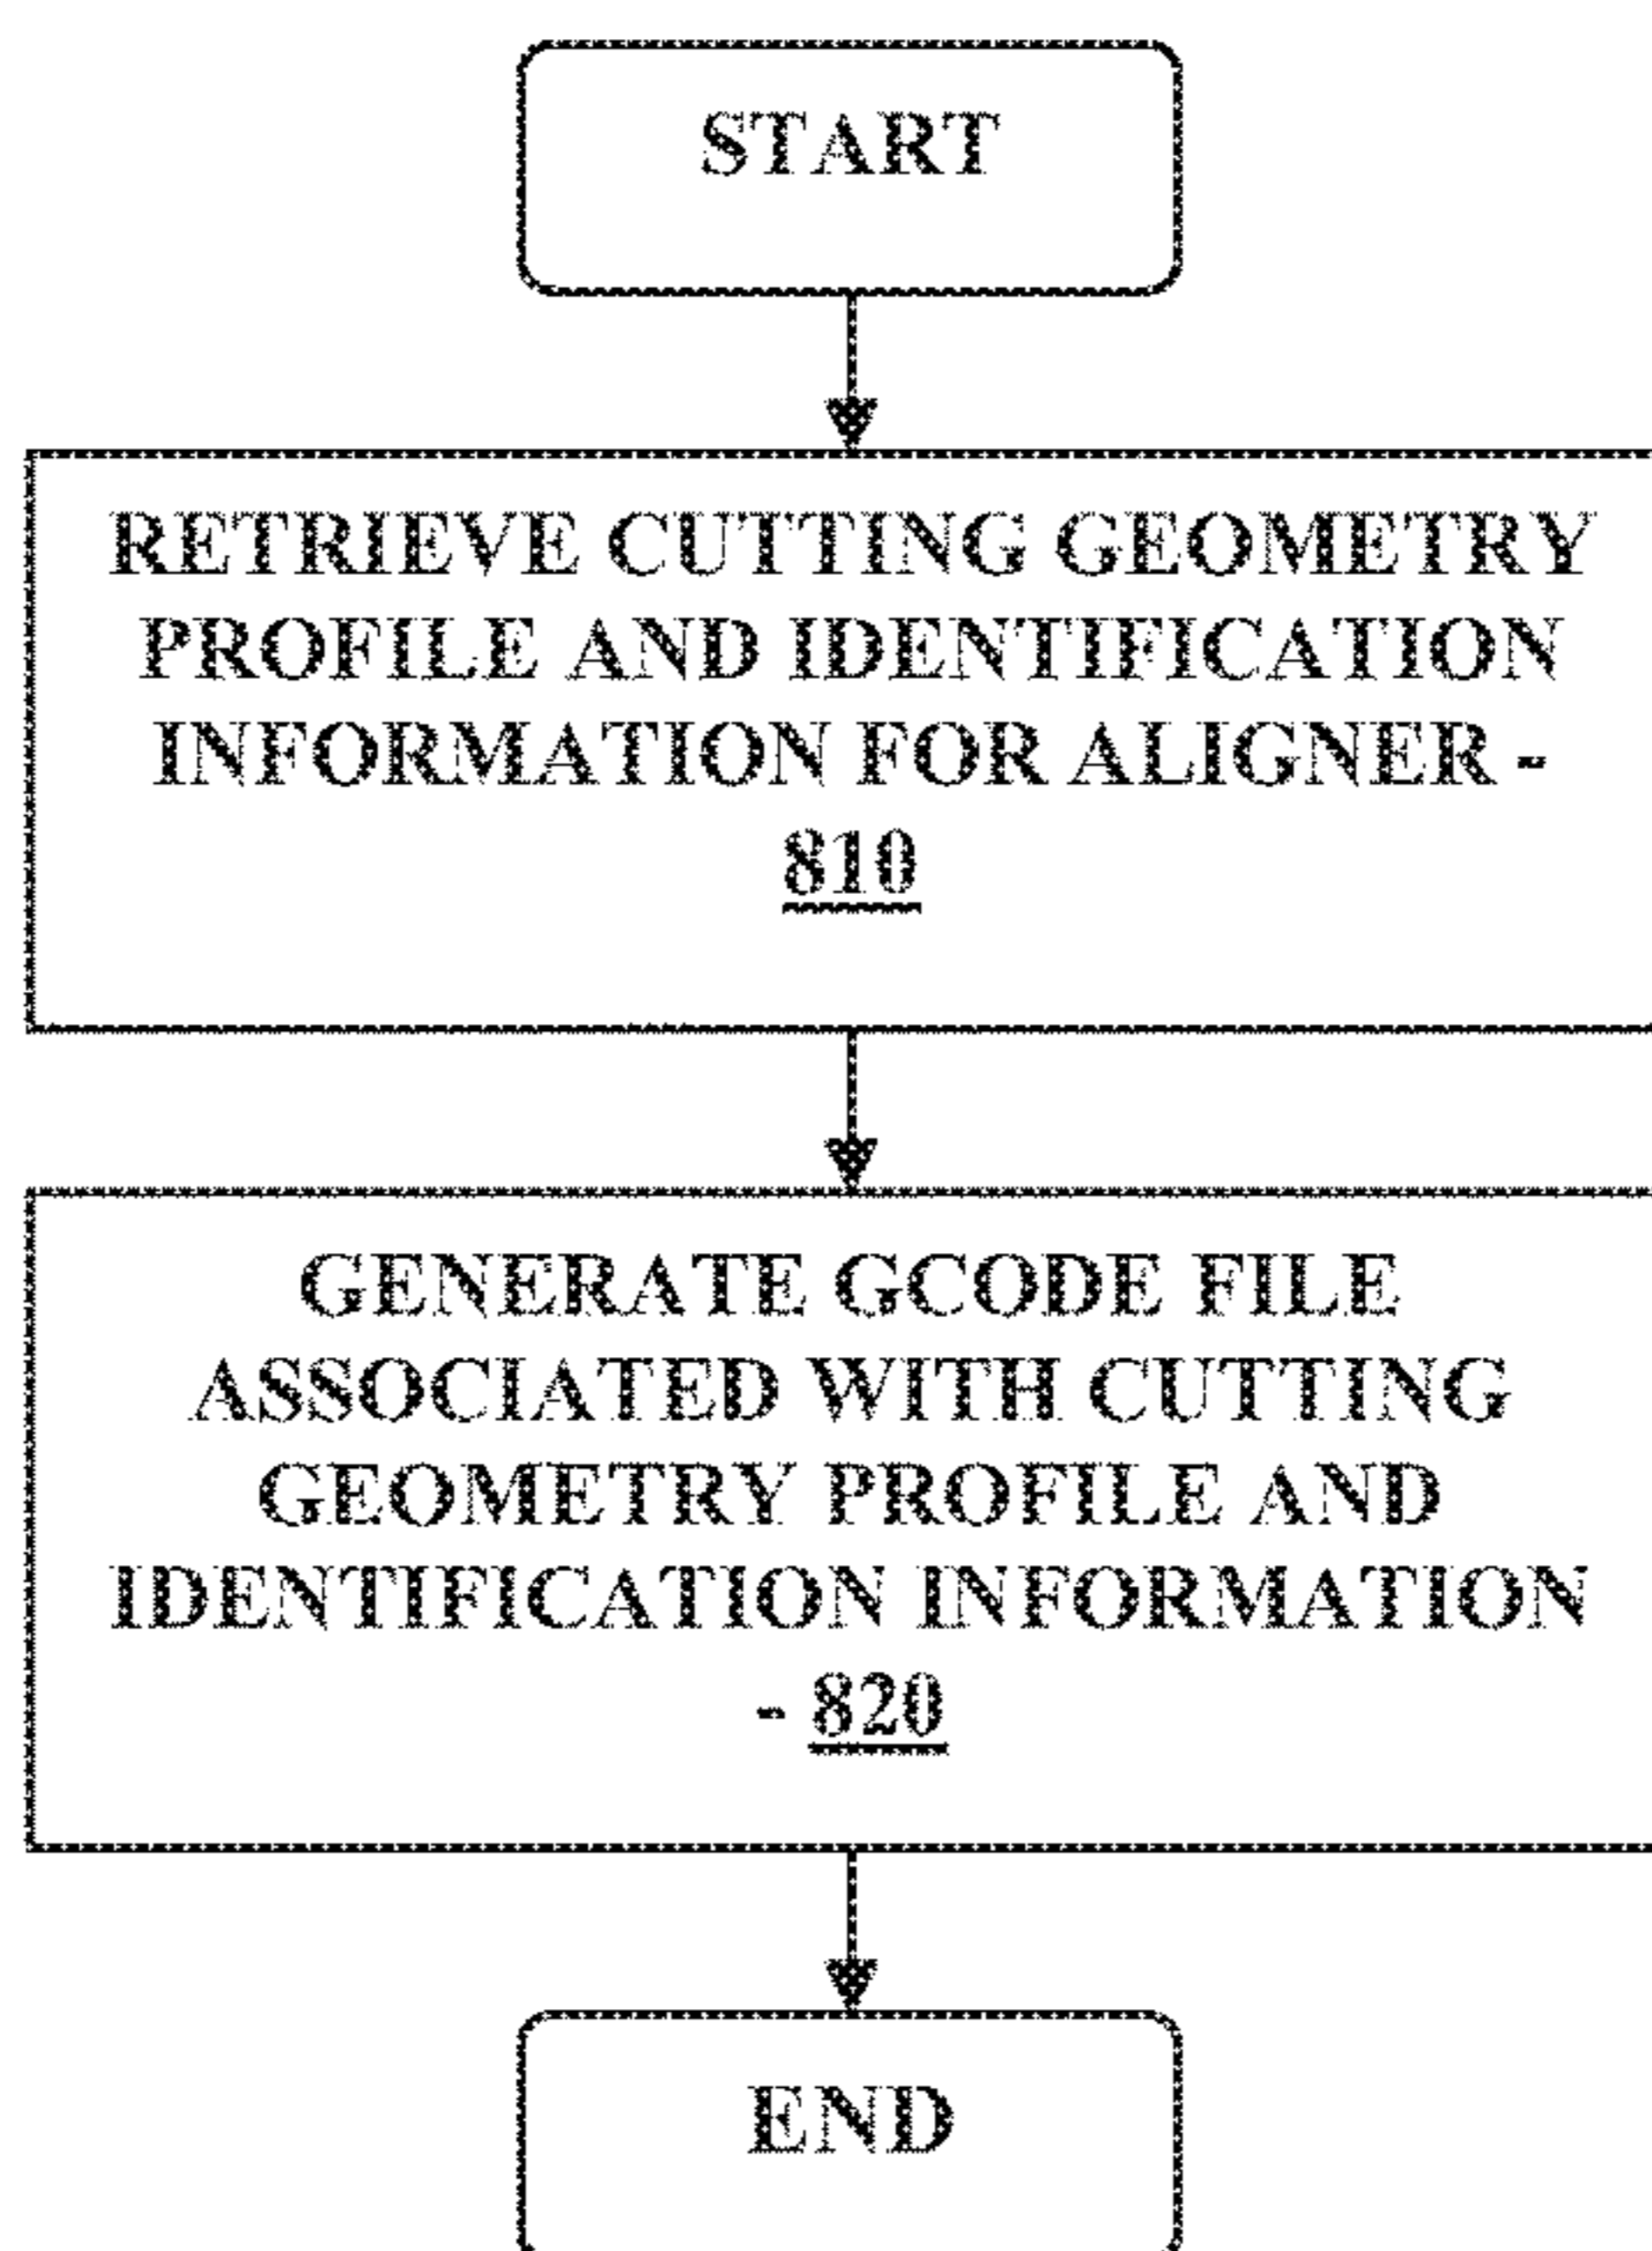 START
RETRIEVE CUTTING GEOMETRY
PROFILE AND IDENTIFICATION
INFORMATION FOR ALIGNER -
810
GENERATE GCODE FILE
ASSOCIATED WITH CUTTING
GEOMETRY PROFILE AND
IDENTIFICATION INFORMATION
- 820
END